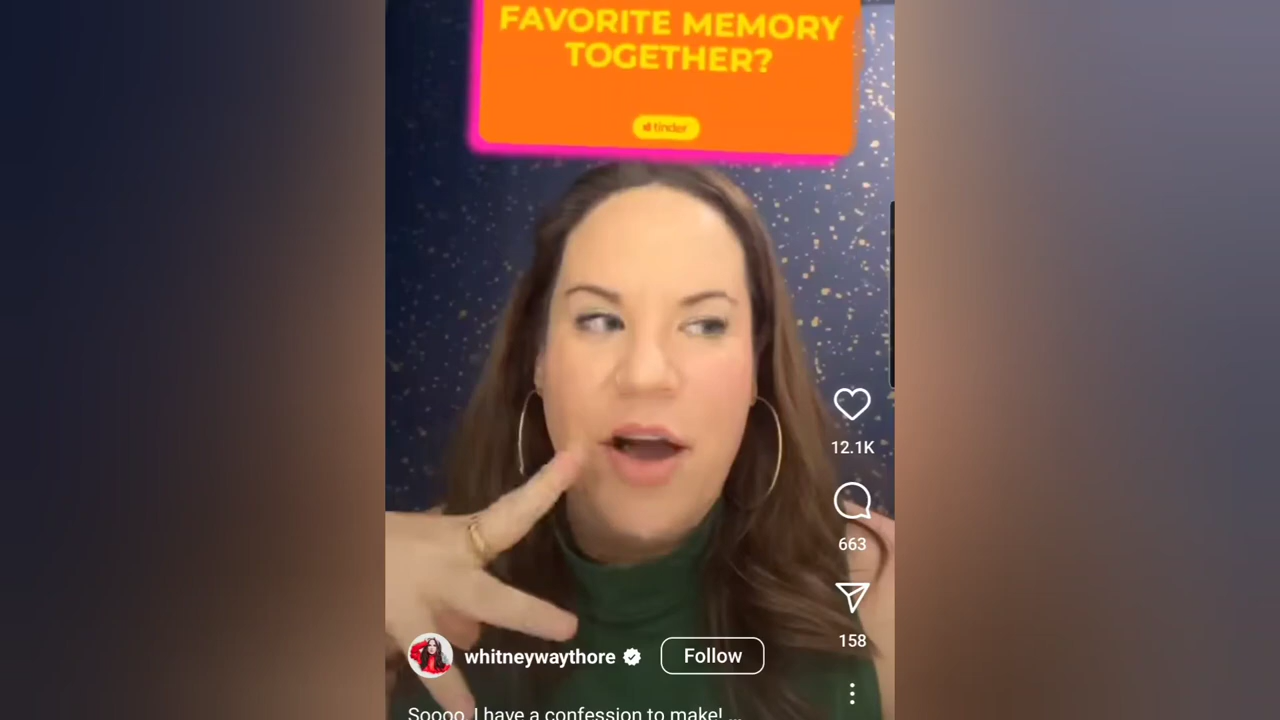 FAVORITE MEMORY
TOGETHER?
tinder
12.1K
663
158
whitneywaythore
Follow
Soooo, I have a confession to make! ...